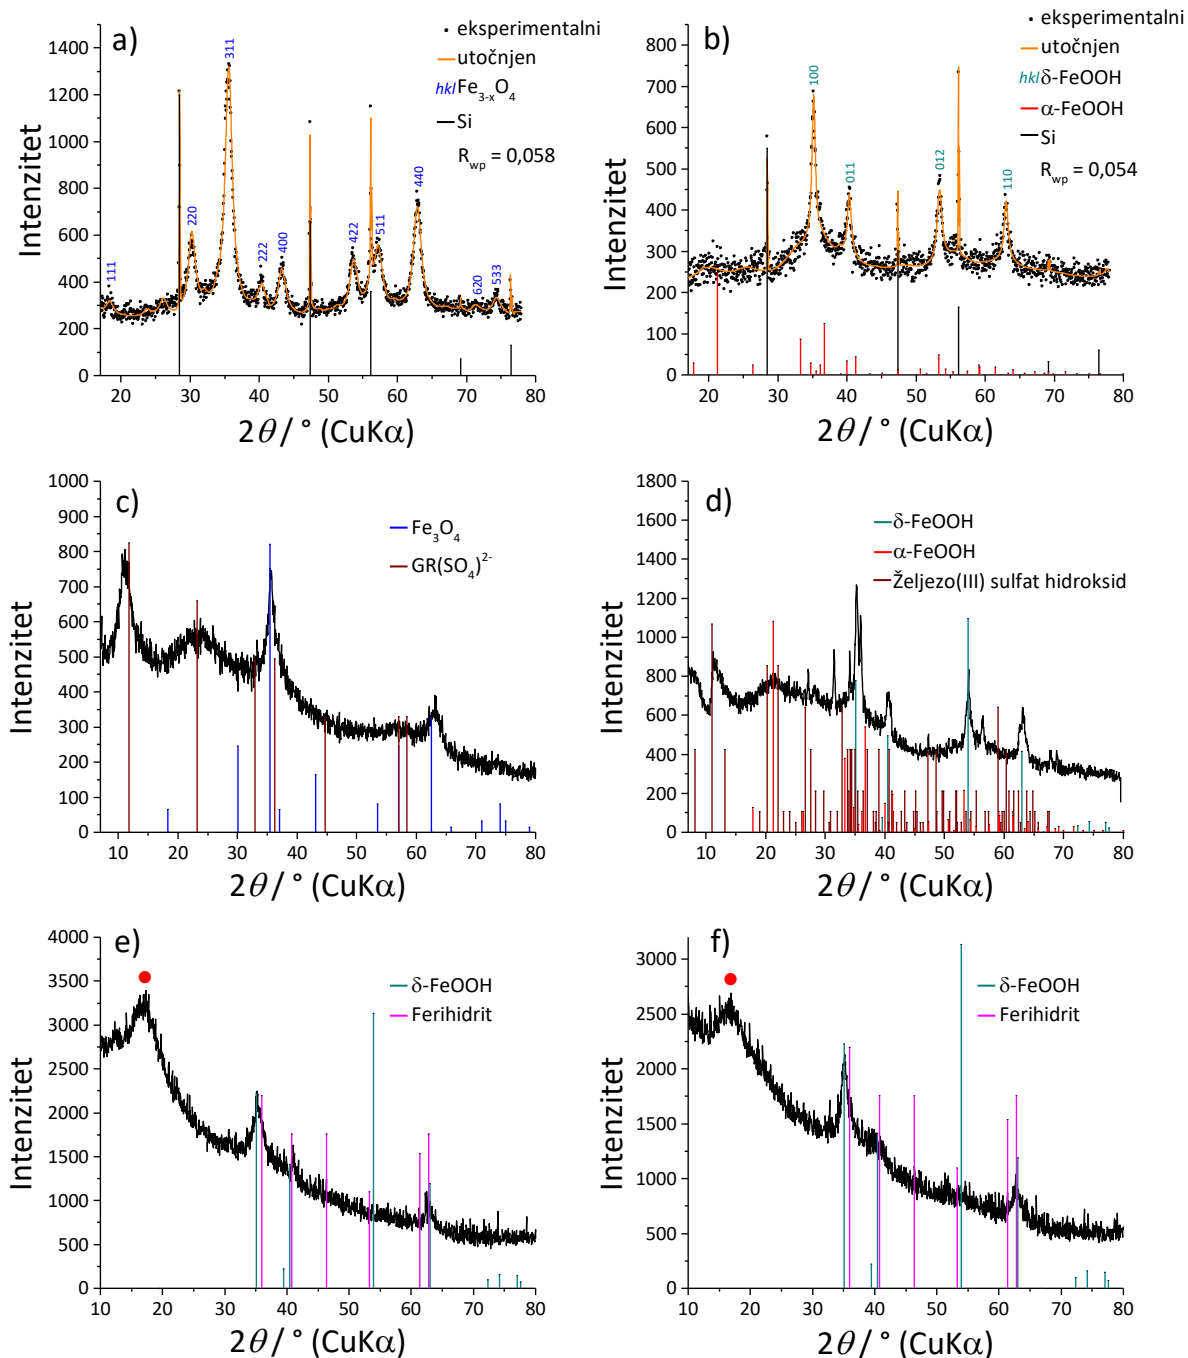 a)
eksperimentalni
utočnjen
hkl Fe3-xO4
Si
Rwp = 0,058
111
220
311
222
400
422
511
440
620
533
Intenzitet
1400
1200
1000
800
600
400
200
0
20 30 40 50 60 70 80
2θ / ° (CuKα)
b)
eksperimentalni
utočnjen
hkl δ-FeOOH
α-FeOOH
Si
Rwp = 0,054
100
011
012
110
Intenzitet
800
700
600
500
400
300
200
100
0
20 30 40 50 60 70 80
2θ / ° (CuKα)
c)
Fe3O4
GR(SO4)2-
Intenzitet
1000
900
800
700
600
500
400
300
200
100
0
10 20 30 40 50 60 70 80
2θ / ° (CuKα)
d)
δ-FeOOH
α-FeOOH
Željezo(III) sulfat hidroksid
Intenzitet
1800
1600
1400
1200
1000
800
600
400
200
0
10 20 30 40 50 60 70 80
2θ / ° (CuKα)
e)
δ-FeOOH
Ferihidrit
Intenzitet
4000
3500
3000
2500
2000
1500
1000
500
0
10 20 30 40 50 60 70 80
2θ / ° (CuKα)
f)
δ-FeOOH
Ferihidrit
Intenzitet
3000
2500
2000
1500
1000
500
0
10 20 30 40 50 60 70 80
2θ / ° (CuKα)